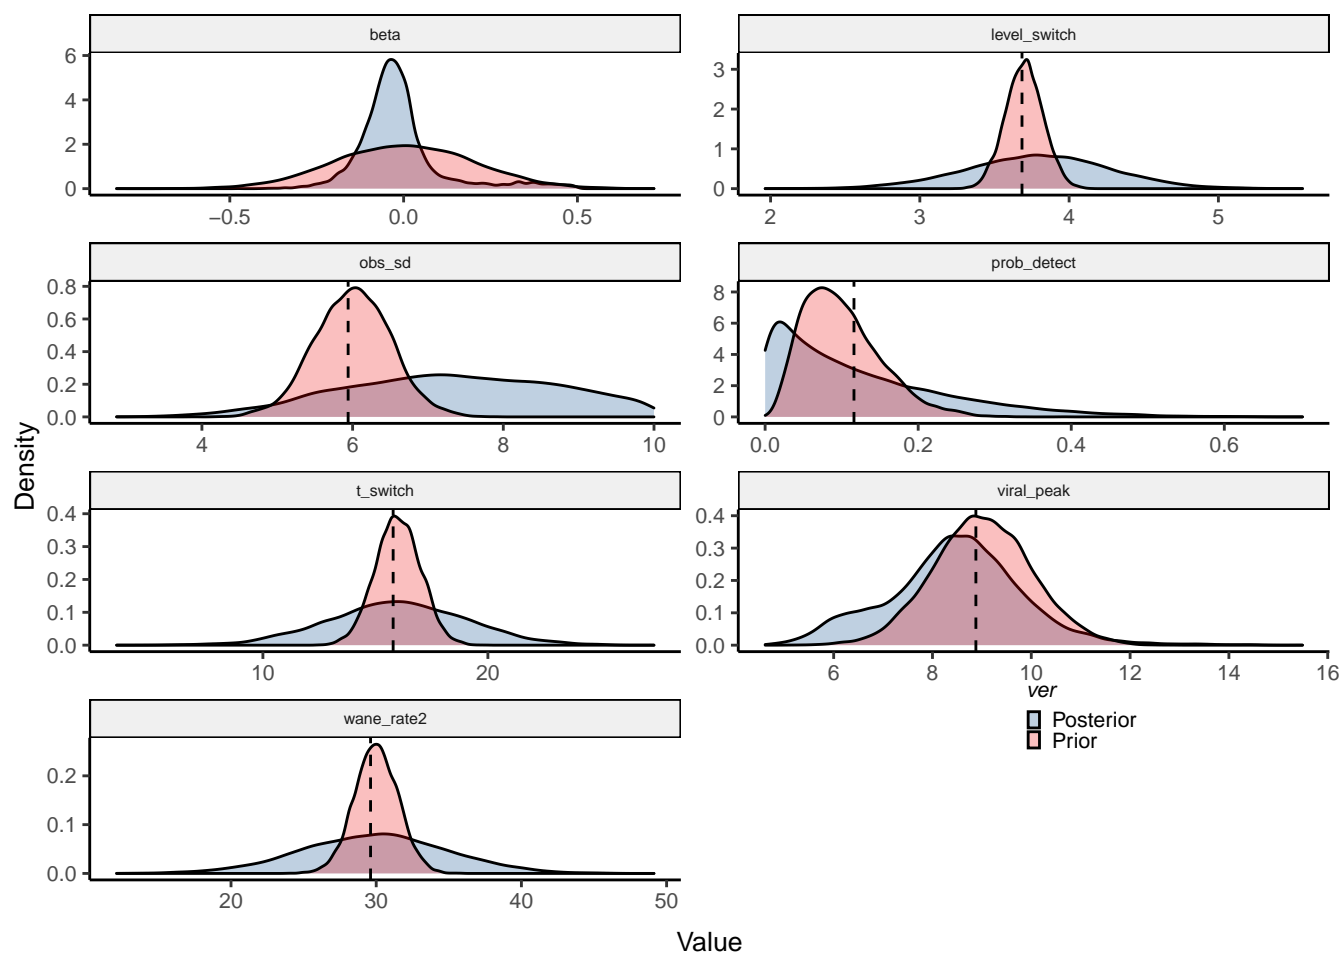 beta
6
4
2
0
−0.5 0.0 0.5
level_switch
3
2
1
0
2 3 4 5
obs_sd
0.8
0.6
0.4
0.2
0.0
4 6 8 10
prob_detect
8
6
4
2
0
0.0 0.2 0.4 0.6
t_switch
0.4
0.3
0.2
0.1
0.0
10 20
viral_peak
0.4
0.3
0.2
0.1
0.0
6 8 10 12 14 16
wane_rate2
0.2
0.1
0.0
20 30 40 50
ver
Posterior
Prior
Density
Value